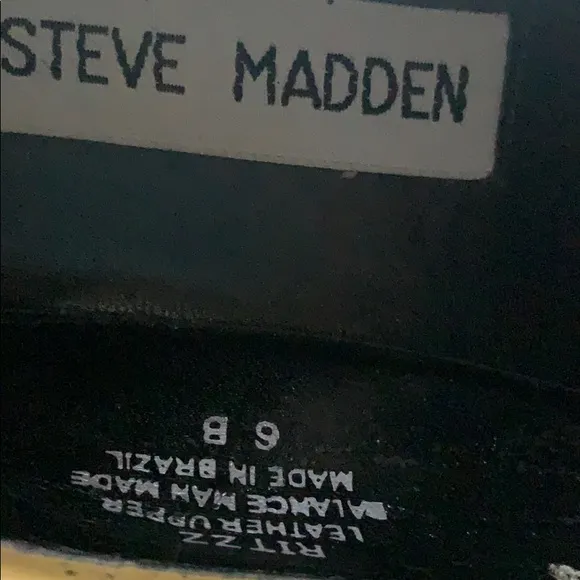 STEVE MADDEN
RITZZ
LEATHER UPPER
BALANCE MAN MADE
MADE IN BRAZIL
6 B